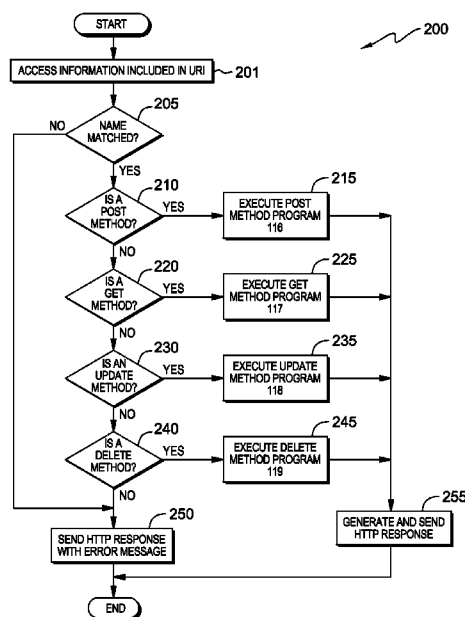 START
200
ACCESS INFORMATION INCLUDED IN URI
201
205
NO
NAME
MATCHED?
YES
210
IS A
POST
METHOD?
YES
NO
215
EXECUTE POST
METHOD PROGRAM
116
220
IS A
GET
METHOD?
YES
NO
225
EXECUTE GET
METHOD PROGRAM
117
230
IS AN
UPDATE
METHOD?
YES
NO
235
EXECUTE UPDATE
METHOD PROGRAM
118
240
IS A
DELETE
METHOD?
YES
NO
245
EXECUTE DELETE
METHOD PROGRAM
119
250
SEND HTTP RESPONSE
WITH ERROR MESSAGE
255
GENERATE AND SEND
HTTP RESPONSE
END